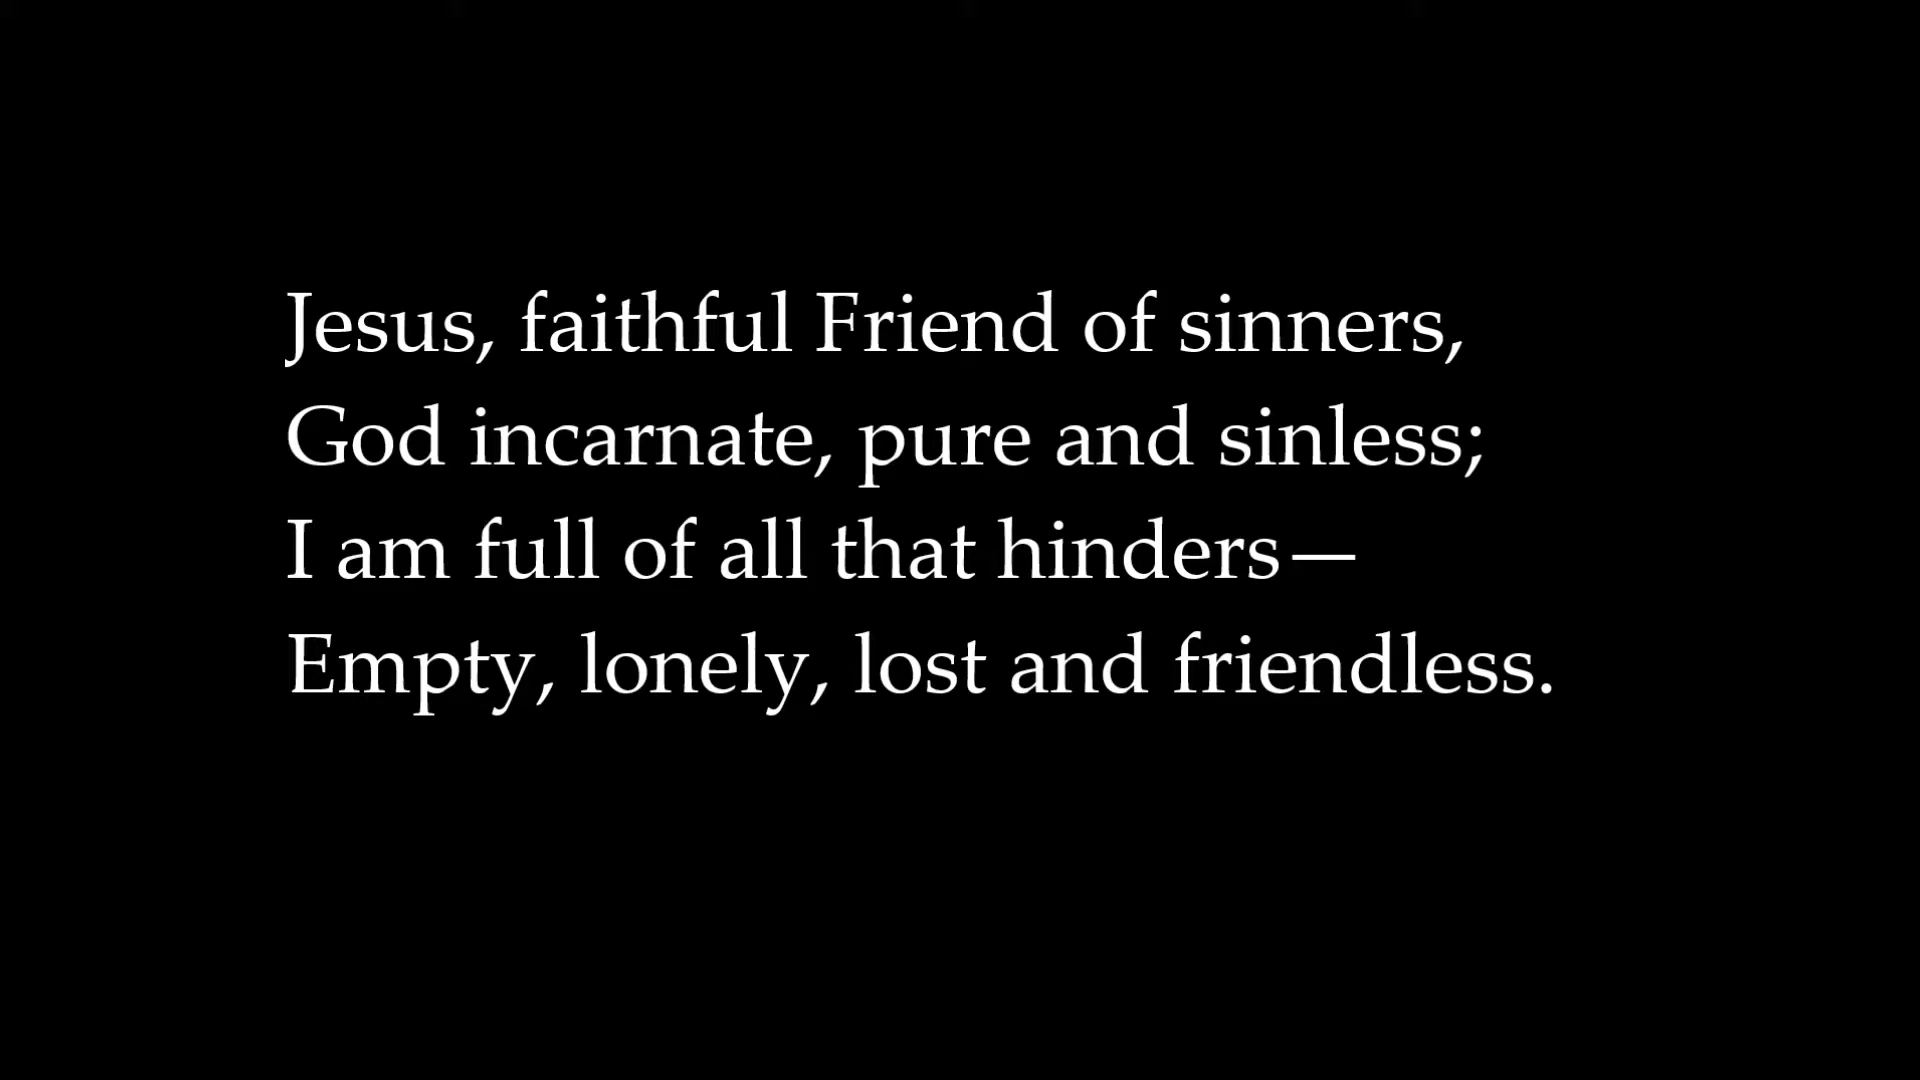 Jesus, faithful Friend of sinners,
God incarnate, pure and sinless;
I am full of all that hinders—
Empty, lonely, lost and friendless.